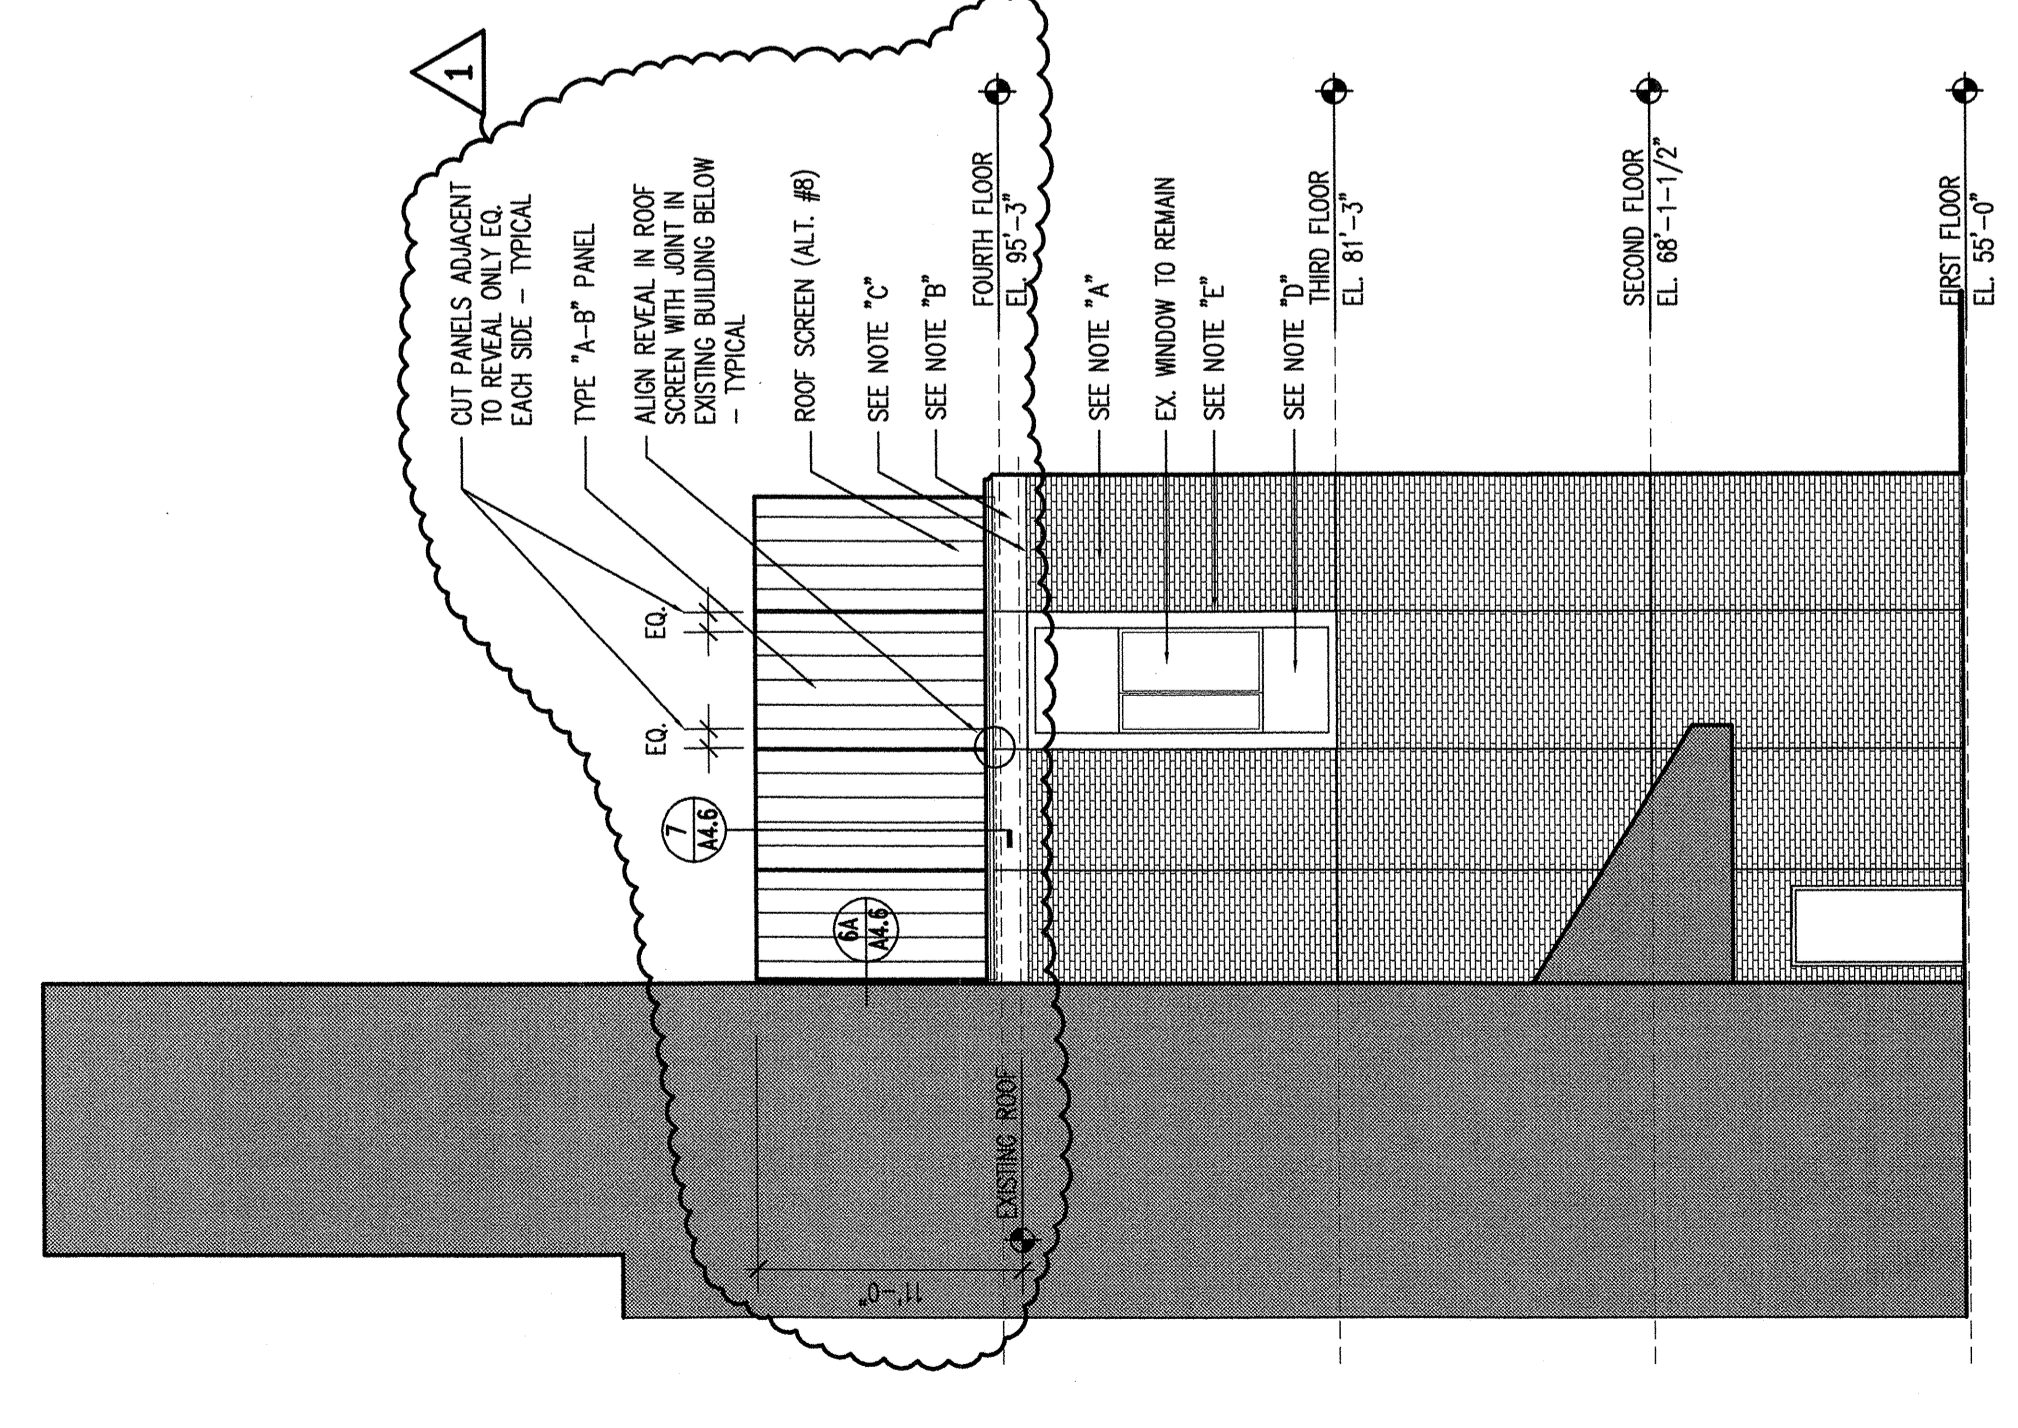 1
CUT PANELS ADJACENT
TO REVEAL ONLY EQ.
EACH SIDE - TYPICAL
TYPE "A-B" PANEL
ALIGN REVEAL IN ROOF
SCREEN WITH JOINT IN
EXISTING BUILDING BELOW
- TYPICAL
ROOF SCREEN (ALT. #8)
SEE NOTE "C"
SEE NOTE "B"
FOURTH FLOOR
EL. 95'-3"
SEE NOTE "A"
EX. WINDOW TO REMAIN
SEE NOTE "E"
SEE NOTE "D"
THIRD FLOOR
EL. 81'-3"
SECOND FLOOR
EL. 68'-1-1/2"
FIRST FLOOR
EL. 55'-0"
EQ.
EQ.
7
A4.6
6A
A4.6
EXISTING ROOF
11'-0"